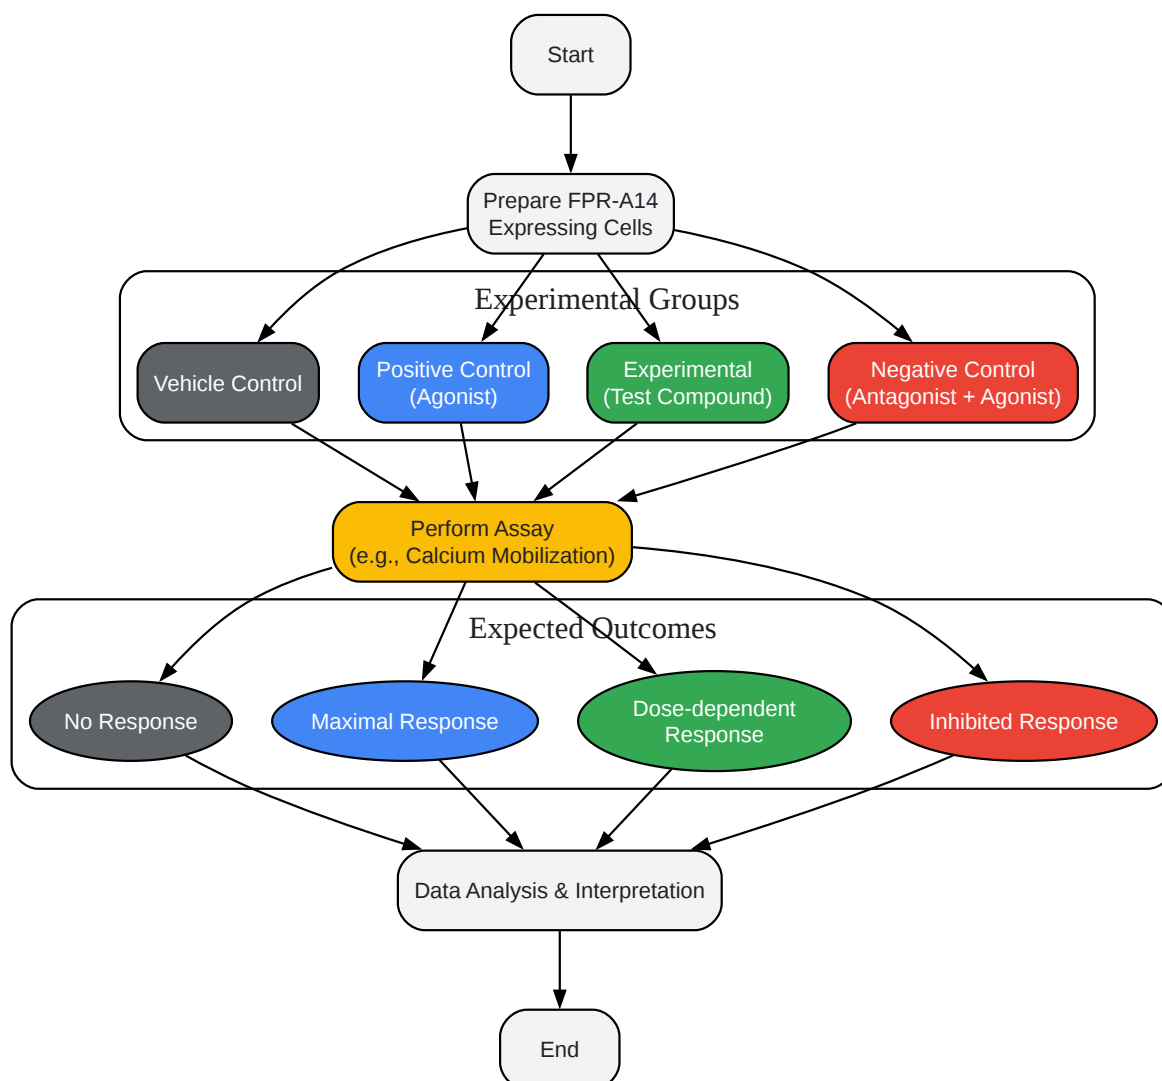 Start
Prepare FPR-A14
Expressing Cells
Experimental Groups
Vehicle Control
Positive Control
(Agonist)
Experimental
(Test Compound)
Negative Control
(Antagonist + Agonist)
Perform Assay
(e.g., Calcium Mobilization)
Expected Outcomes
No Response
Maximal Response
Dose-dependent
Response
Inhibited Response
Data Analysis & Interpretation
End